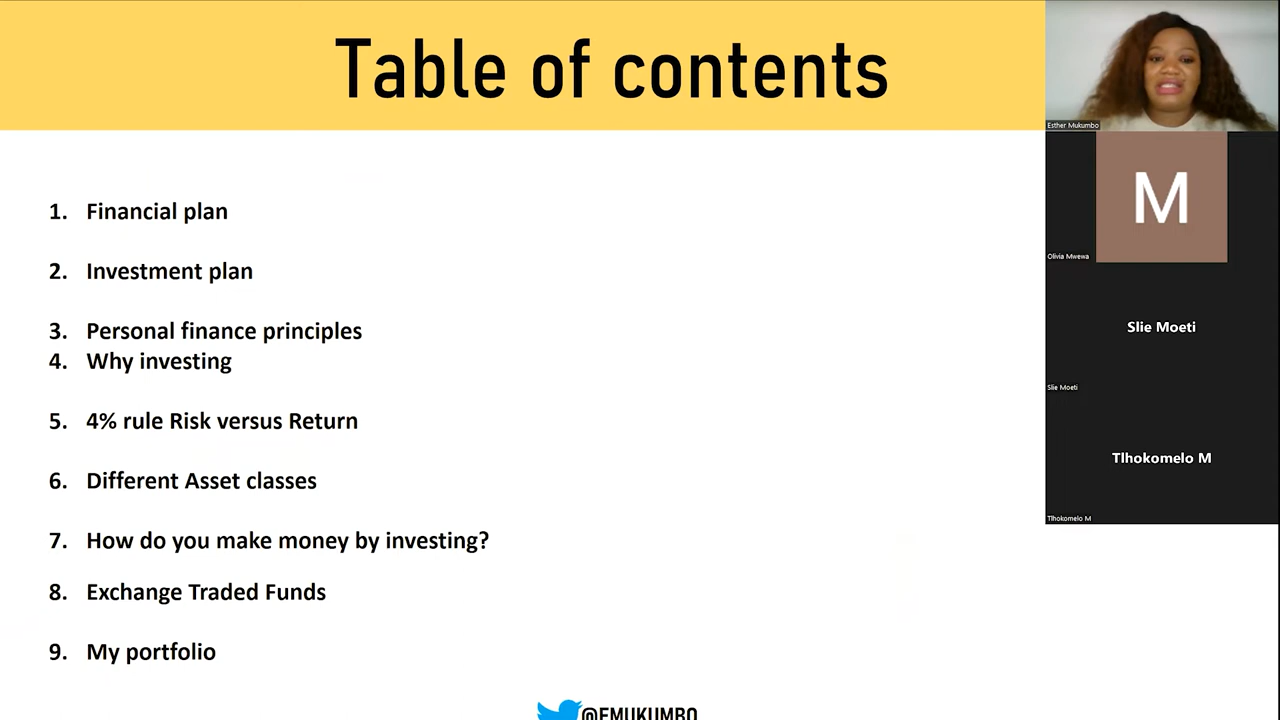 Table of contents
1. Financial plan
2. Investment plan
3. Personal finance principles
4. Why investing
5. 4% rule Risk versus Return
6. Different Asset classes
7. How do you make money by investing?
8. Exchange Traded Funds
9. My portfolio
@EMUKUMBO
Esther Mukumbo
M
Olivia Mwewa
Slie Moeti
Slie Moeti
Tlhokomelo M
Tlhokomelo M